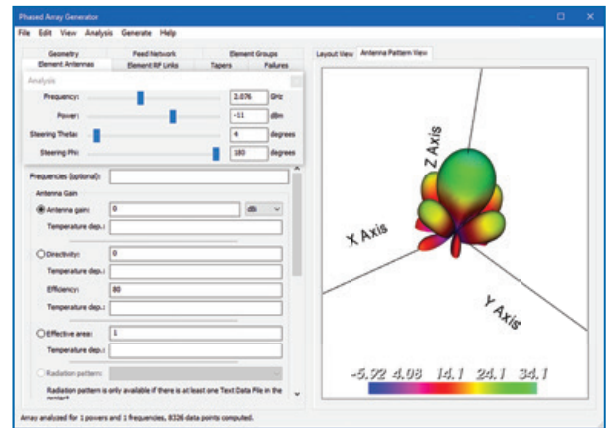 Phased Array Generator
File Edit View Analysis Generate Help
Geometry Feed Network Element Groups
Element Antennas Element RF Links Tapers Failures
Analysis
Frequency: 2.076 GHz
Power: -11 dBm
Steering Theta: 4 degrees
Steering Phi: 180 degrees
Frequencies (optional):
Antenna Gain
Antenna gain: 0 dBi
Temperature dep.:
Directivity: 0
Temperature dep.:
Efficiency: 80
Temperature dep.:
Effective area: 1
Temperature dep.:
Radiation pattern:
Radiation pattern is only available if there is at least one Text Data File in the
project
Layout View Antenna Pattern View
Z Axis
X Axis
Y Axis
-5.92 4.08 14.1 24.1 34.1
Array analyzed for 1 powers and 1 frequencies, 8326 data points computed.